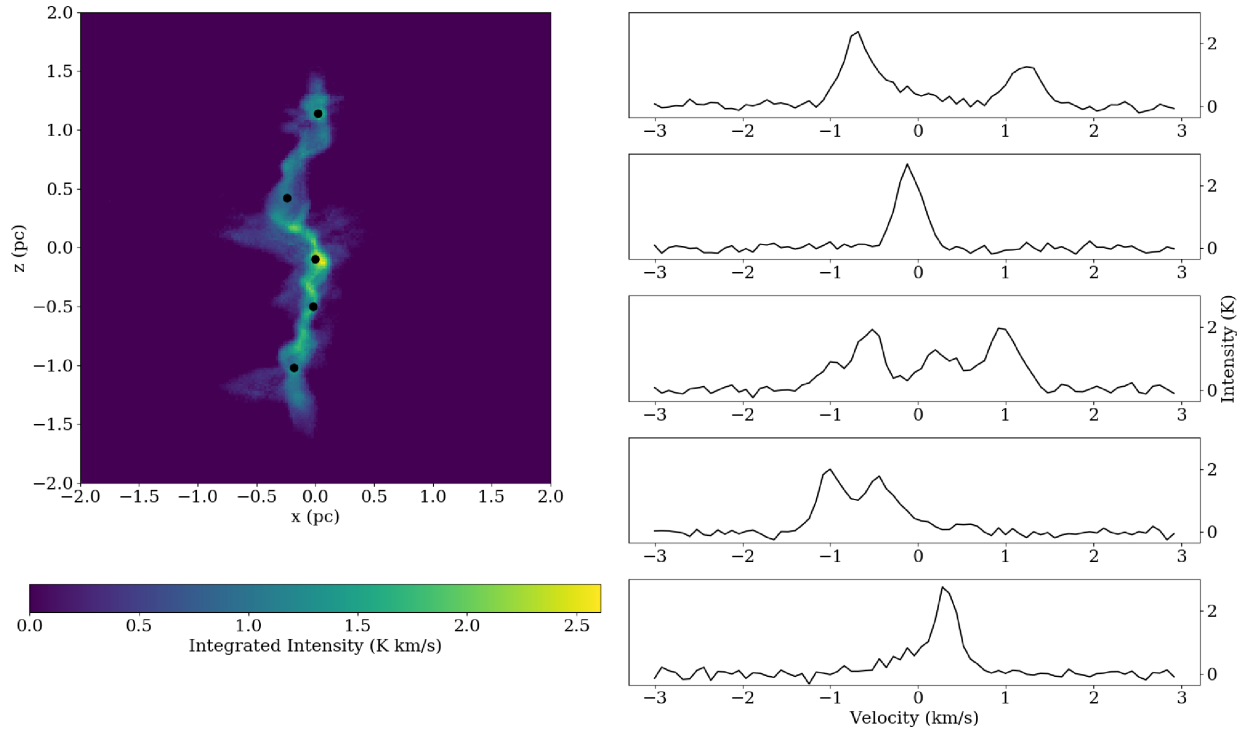 2.0
1.5
1.0
0.5
0.0
−0.5
−1.0
−1.5
−2.0
z (pc)
−2.0 −1.5 −1.0 −0.5 0.0 0.5 1.0 1.5 2.0
x (pc)
0.0 0.5 1.0 1.5 2.0 2.5
Integrated Intensity (K km/s)
2
0
−3 −2 −1 0 1 2 3
2
0
−3 −2 −1 0 1 2 3
2
0
−3 −2 −1 0 1 2 3
Intensity (K)
2
0
−3 −2 −1 0 1 2 3
2
0
−3 −2 −1 0 1 2 3
Velocity (km/s)